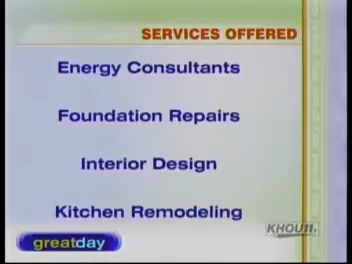 SERVICES OFFERED
Energy Consultants
Foundation Repairs
Interior Design
Kitchen Remodeling
KHOU11
greatday